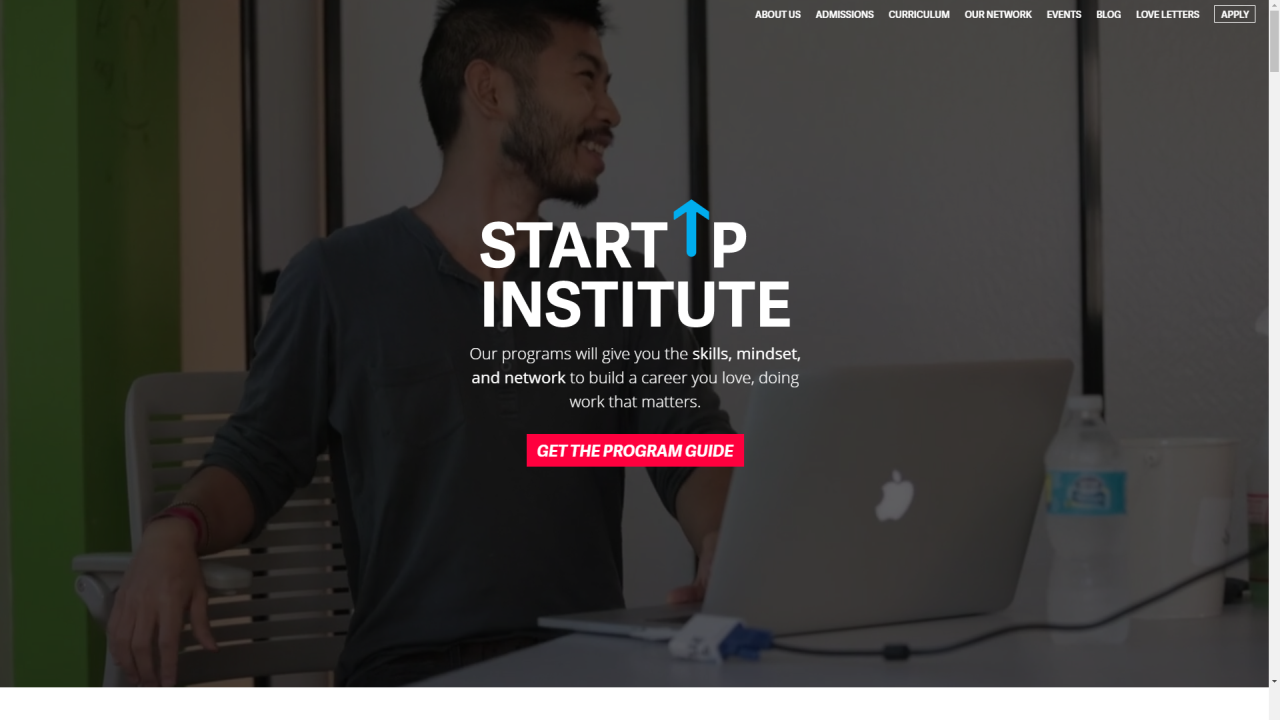 ABOUT US ADMISSIONS CURRICULUM OUR NETWORK EVENTS BLOG LOVE LETTERS APPLY
START↑P
INSTITUTE
Our programs will give you the skills, mindset,
and network to build a career you love, doing
work that matters.
GET THE PROGRAM GUIDE